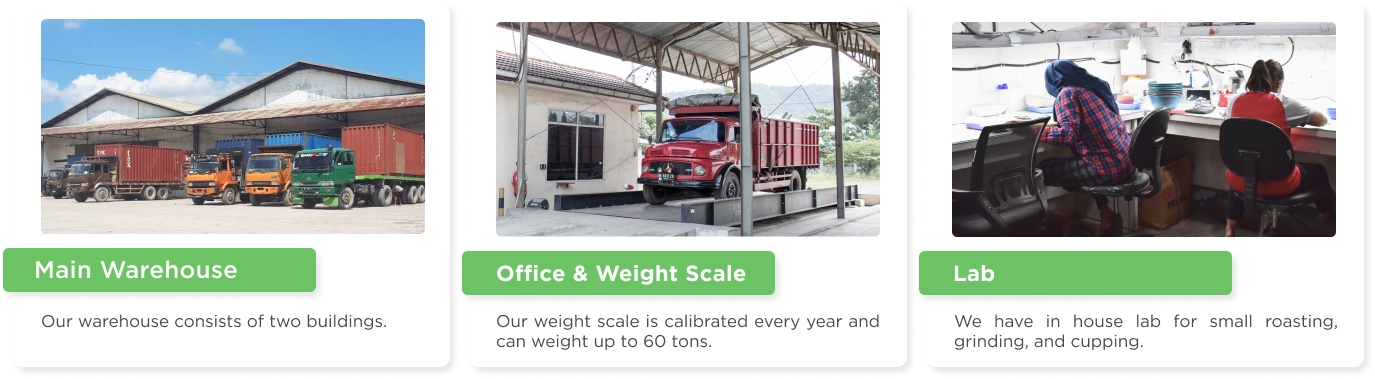 Main Warehouse
Our warehouse consists of two buildings.
Office & Weight Scale
Our weight scale is calibrated every year and
can weight up to 60 tons.
Lab
We have in house lab for small roasting,
grinding, and cupping.